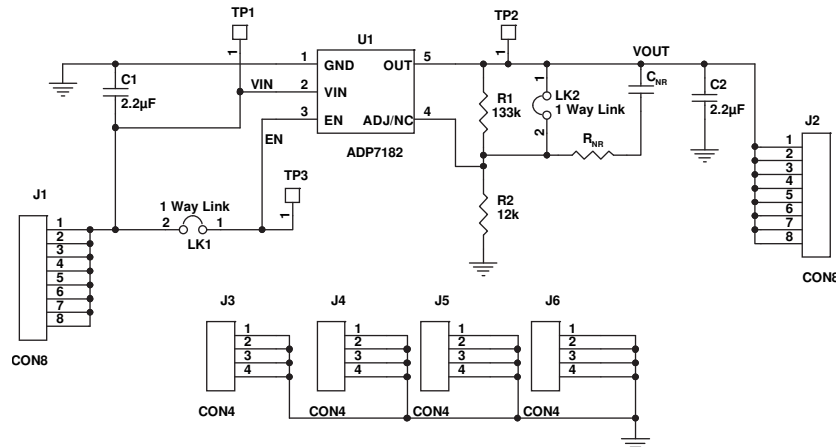 TP1
1
C1
2.2µF
VIN
U1
1 GND
2 VIN
3 EN
OUT 5
ADJ/NC 4
ADP7182
EN
TP2
1
R1
133k
1
LK2
1 Way Link
2
R2
12k
RNR
CNR
VOUT
C2
2.2µF
J2
1
2
3
4
5
6
7
8
CON8
J1
1
2
3
4
5
6
7
8
CON8
1 Way Link
2 1
LK1
TP3
1
J3
1
2
3
4
CON4
J4
1
2
3
4
CON4
J5
1
2
3
4
CON4
J6
1
2
3
4
CON4